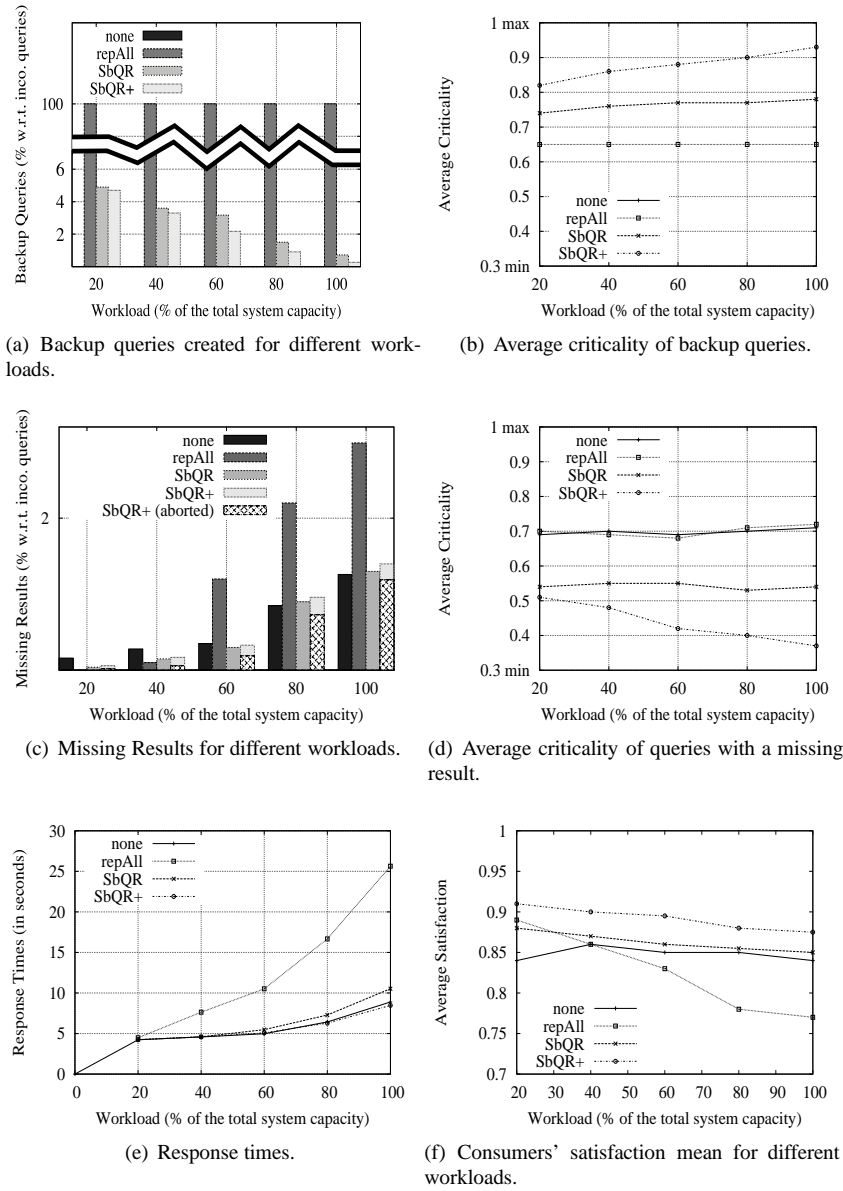 none
repAll
SbQR
SbQR+
Backup Queries (% w.r.t. inco. queries)
100
6
4
2
20 40 60 80 100
Workload (% of the total system capacity)
(a) Backup queries created for different work-
loads.
1 max
0.9
0.8
0.7
0.6
0.5
0.4
0.3 min
Average Criticality
none
repAll
SbQR
SbQR+
20 40 60 80 100
Workload (% of the total system capacity)
(b) Average criticality of backup queries.
Missing Results (% w.r.t. inco. queries)
2
none
repAll
SbQR
SbQR+
SbQR+ (aborted)
20 40 60 80 100
Workload (% of the total system capacity)
(c) Missing Results for different workloads.
1 max
0.9
0.8
0.7
0.6
0.5
0.4
0.3 min
Average Criticality
none
repAll
SbQR
SbQR+
20 40 60 80 100
Workload (% of the total system capacity)
(d) Average criticality of queries with a missing
result.
30
25
20
15
10
5
0
Response Times (in seconds)
none
repAll
SbQR
SbQR+
0 20 40 60 80 100
Workload (% of the total system capacity)
(e) Response times.
1
0.95
0.9
0.85
0.8
0.75
0.7
Average Satisfaction
none
repAll
SbQR
SbQR+
20 30 40 50 60 70 80 90 100
Workload (% of the total system capacity)
(f) Consumers' satisfaction mean for different
workloads.